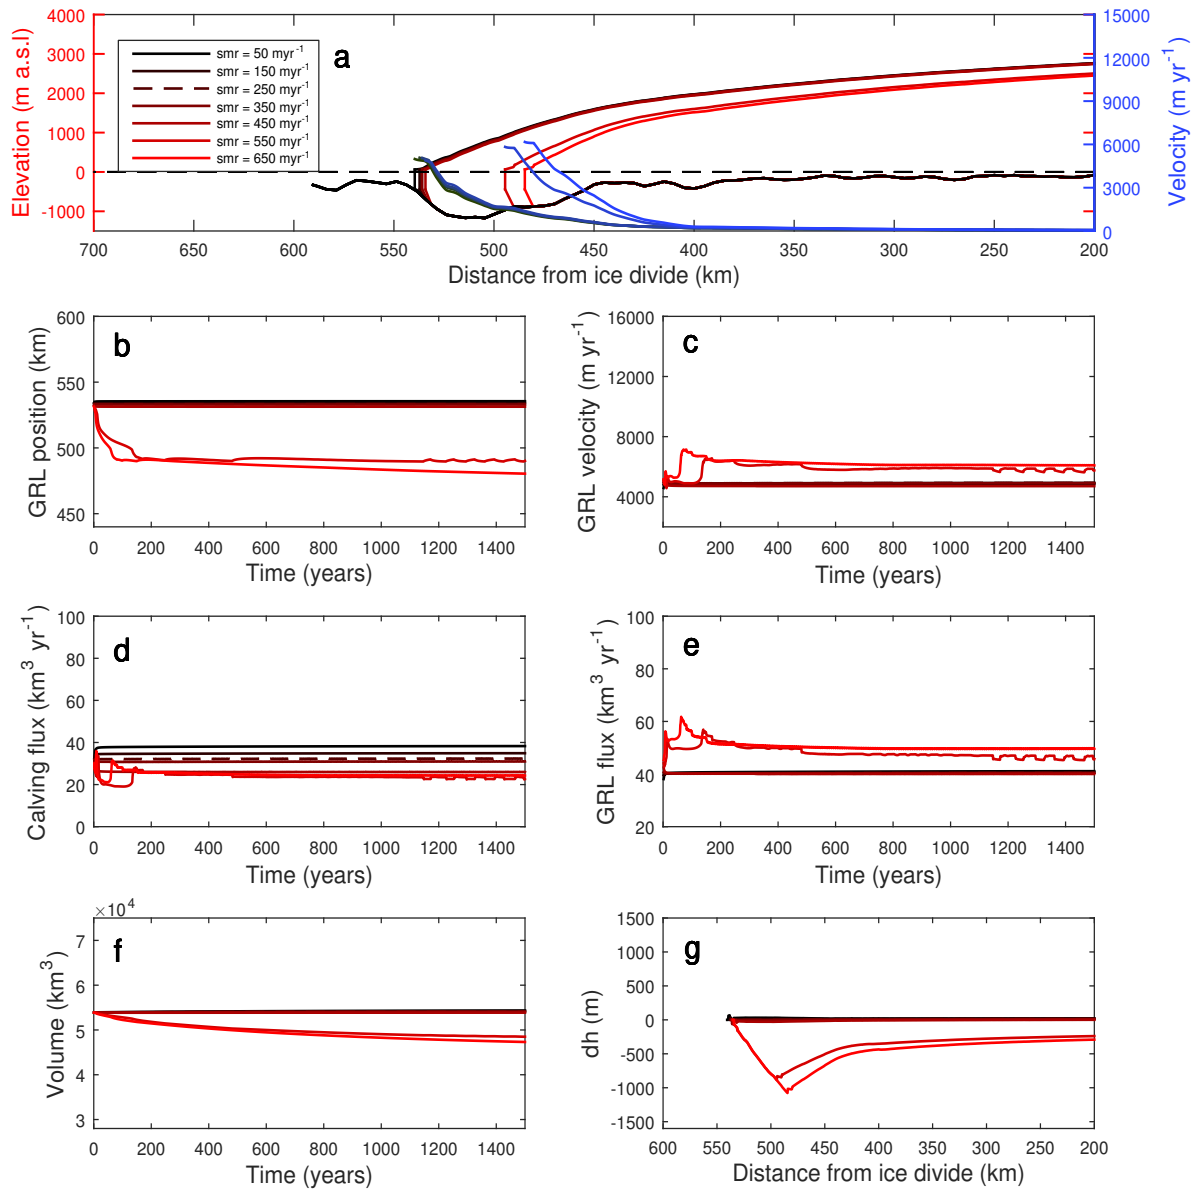 a
Elevation (m a.s.l)
4000
3000
2000
1000
0
-1000
smr = 50 myr⁻¹
smr = 150 myr⁻¹
smr = 250 myr⁻¹
smr = 350 myr⁻¹
smr = 450 myr⁻¹
smr = 550 myr⁻¹
smr = 650 myr⁻¹
15000
12000
9000
6000
3000
0
Velocity (m yr⁻¹)
700 650 600 550 500 450 400 350 300 250 200
Distance from ice divide (km)
b
GRL position (km)
600
550
500
450
0 200 400 600 800 1000 1200 1400
Time (years)
c
GRL velocity (m yr⁻¹)
16000
12000
8000
4000
0 200 400 600 800 1000 1200 1400
Time (years)
d
Calving flux (km³ yr⁻¹)
100
80
60
40
20
0
0 200 400 600 800 1000 1200 1400
Time (years)
e
GRL flux (km³ yr⁻¹)
100
80
60
40
20
0 200 400 600 800 1000 1200 1400
Time (years)
f
Volume (km³)
×10⁴
7
6
5
4
3
0 200 400 600 800 1000 1200 1400
Time (years)
g
dh (m)
1500
1000
500
0
-500
-1000
-1500
600 550 500 450 400 350 300 250 200
Distance from ice divide (km)